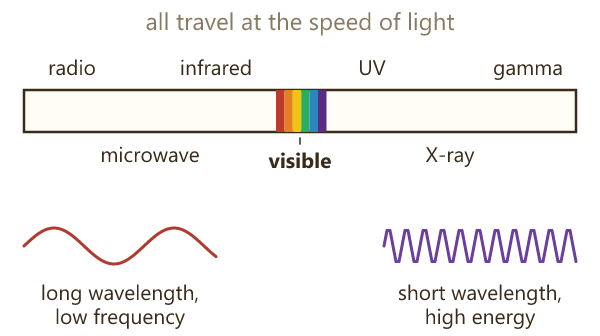 all travel at the speed of light
radio infrared UV gamma
microwave visible X-ray
long wavelength,
low frequency
short wavelength,
high energy